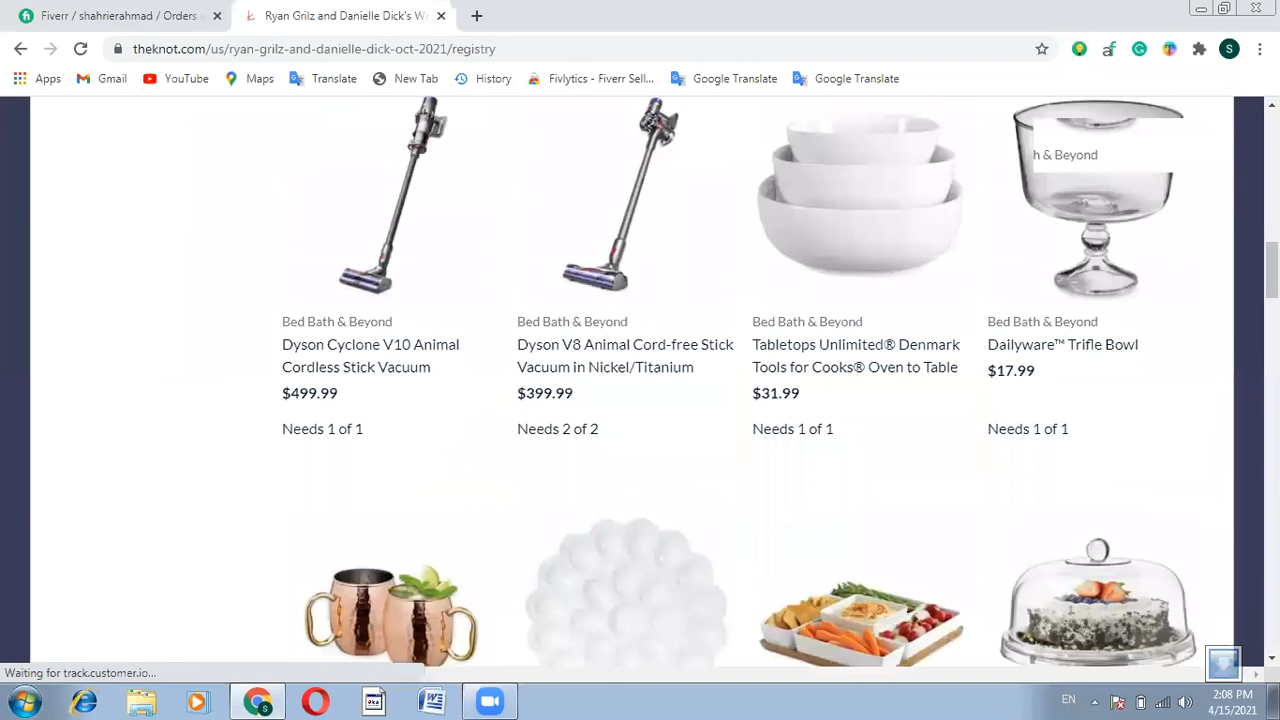 Fiverr / shahrierahmad / Orders
Ryan Grilz and Danielle Dick's We
theknot.com/us/ryan-grilz-and-danielle-dick-oct-2021/registry
S
Apps
Gmail
YouTube
Maps
Translate
New Tab
History
Fivlytics - Fiverr Sell...
Google Translate
Google Translate
h & Beyond
Bed Bath & Beyond
Dyson Cyclone V10 Animal
Cordless Stick Vacuum
$499.99
Needs 1 of 1
Bed Bath & Beyond
Dyson V8 Animal Cord-free Stick
Vacuum in Nickel/Titanium
$399.99
Needs 2 of 2
Bed Bath & Beyond
Tabletops Unlimited® Denmark
Tools for Cooks® Oven to Table
$31.99
Needs 1 of 1
Bed Bath & Beyond
Dailyware™ Trifle Bowl
$17.99
Needs 1 of 1
Waiting for track.customer.io...
EN
2:08 PM
4/15/2021